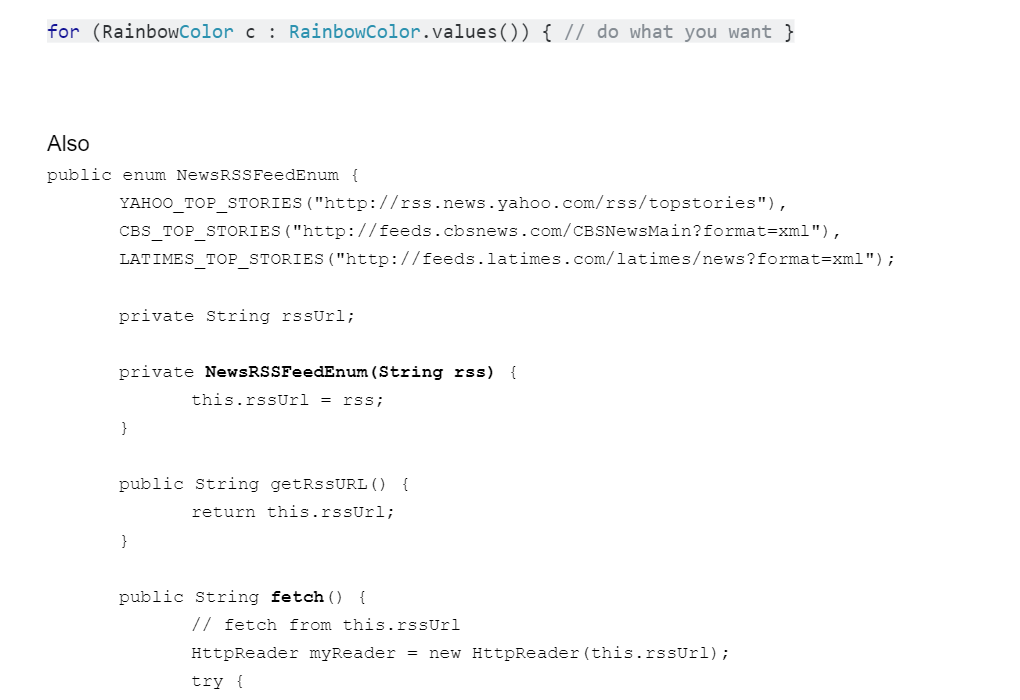 for (RainbowColor c : RainbowColor.values()) { // do what you want }
Also
public enum NewsRSSFeedEnum {
YAHOO_TOP_STORIES("http://rss.news.yahoo.com/rss/topstories"),
CBS_TOP_STORIES("http://feeds.cbsnews.com/CBSNewsMain?format=xml"),
LATIMES_TOP_STORIES("http://feeds.latimes.com/latimes/news?format=xml");
private String rssUrl;
private NewsRSSFeedEnum(String rss) {
this.rssUrl = rss;
}
public String getRssURL() {
return this.rssUrl;
}
public String fetch() {
// fetch from this.rssUrl
HttpReader myReader = new HttpReader(this.rssUrl);
try {